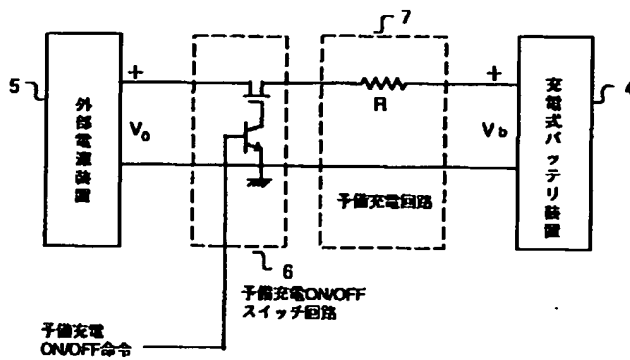 7
5
外部電源装置
+
Vo
R
予備充電回路
+
Vb
充電式バッテリ装置
4
6
予備充電ON/OFF
スイッチ回路
予備充電
ON/OFF命令